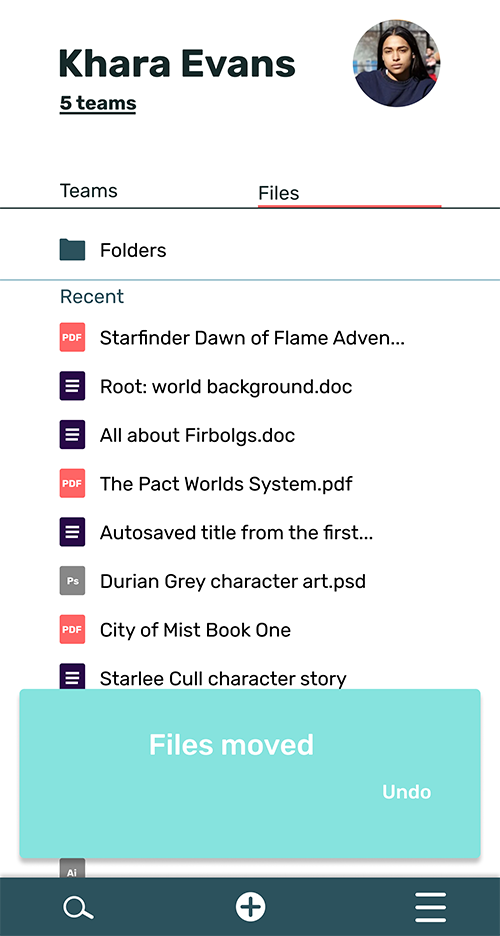 Khara Evans
5 teams
Teams
Files
Folders
Recent
PDF Starfinder Dawn of Flame Adven...
Root: world background.doc
All about Firbolgs.doc
PDF The Pact Worlds System.pdf
Autosaved title from the first...
Ps Durian Grey character art.psd
PDF City of Mist Book One
Starlee Cull character story
Files moved
Undo
Ai